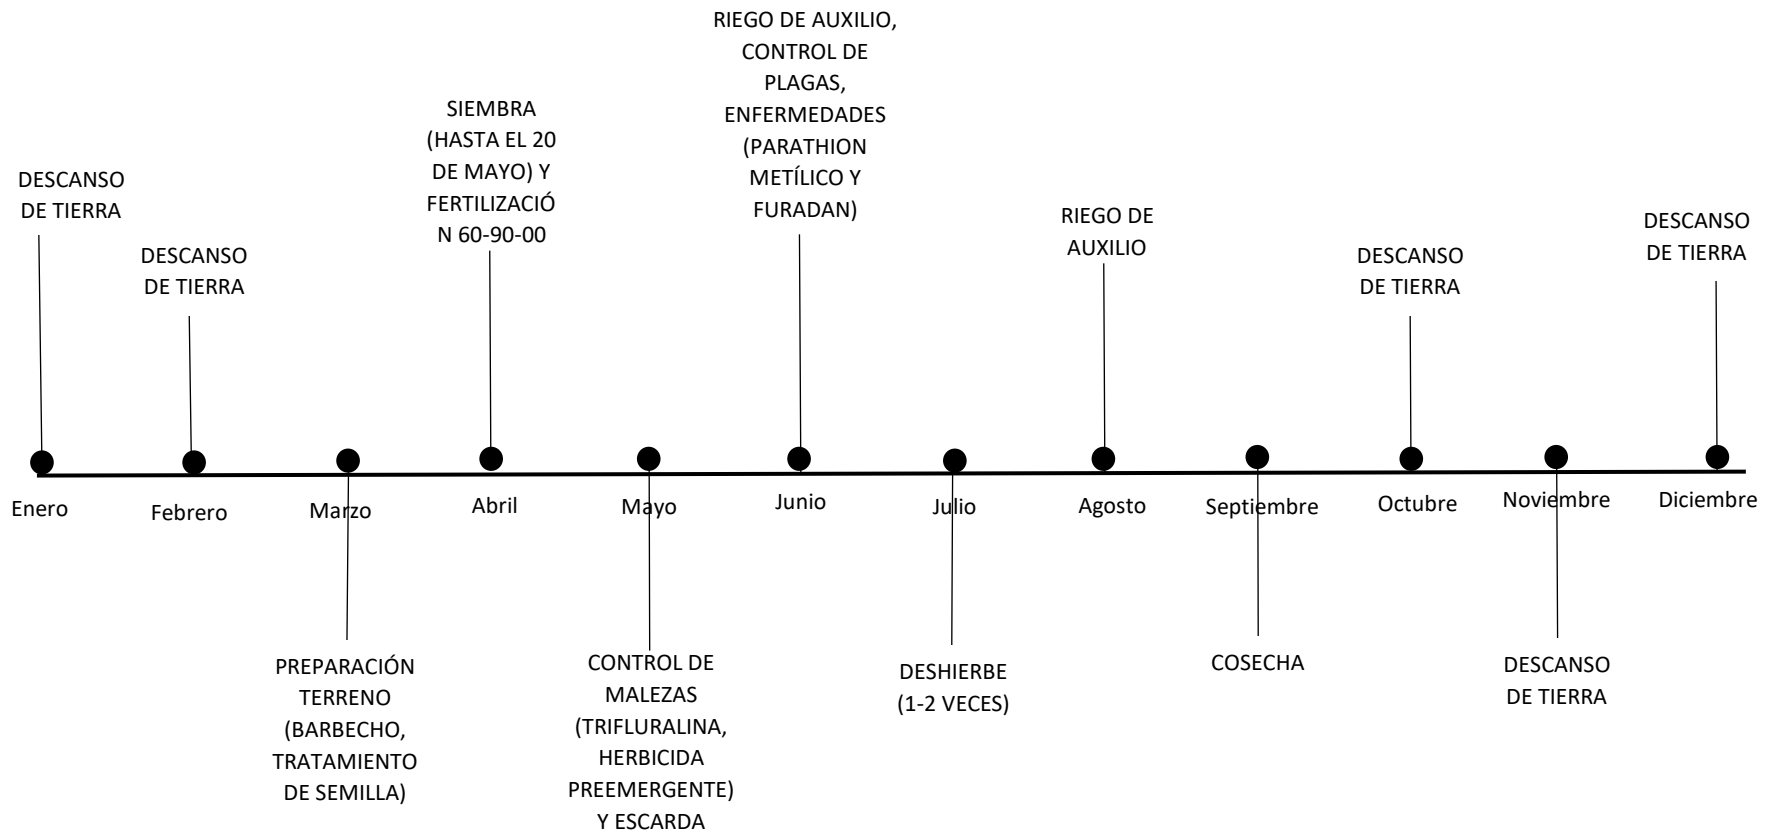 RIEGO DE AUXILIO,
CONTROL DE
PLAGAS,
ENFERMEDADES
(PARATHION
METÍLICO Y
FURADAN)
SIEMBRA
(HASTA EL 20
DE MAYO) Y
FERTILIZACIÓ
N 60-90-00
DESCANSO
DE TIERRA
DESCANSO
DE TIERRA
RIEGO DE
AUXILIO
DESCANSO
DE TIERRA
DESCANSO
DE TIERRA
Enero
Febrero
Marzo
Abril
Mayo
Junio
Julio
Agosto
Septiembre
Octubre
Noviembre
Diciembre
PREPARACIÓN
TERRENO
(BARBECHO,
TRATAMIENTO
DE SEMILLA)
CONTROL DE
MALEZAS
(TRIFLURALINA,
HERBICIDA
PREEMERGENTE)
Y ESCARDA
DESHIERBE
(1-2 VECES)
COSECHA
DESCANSO
DE TIERRA